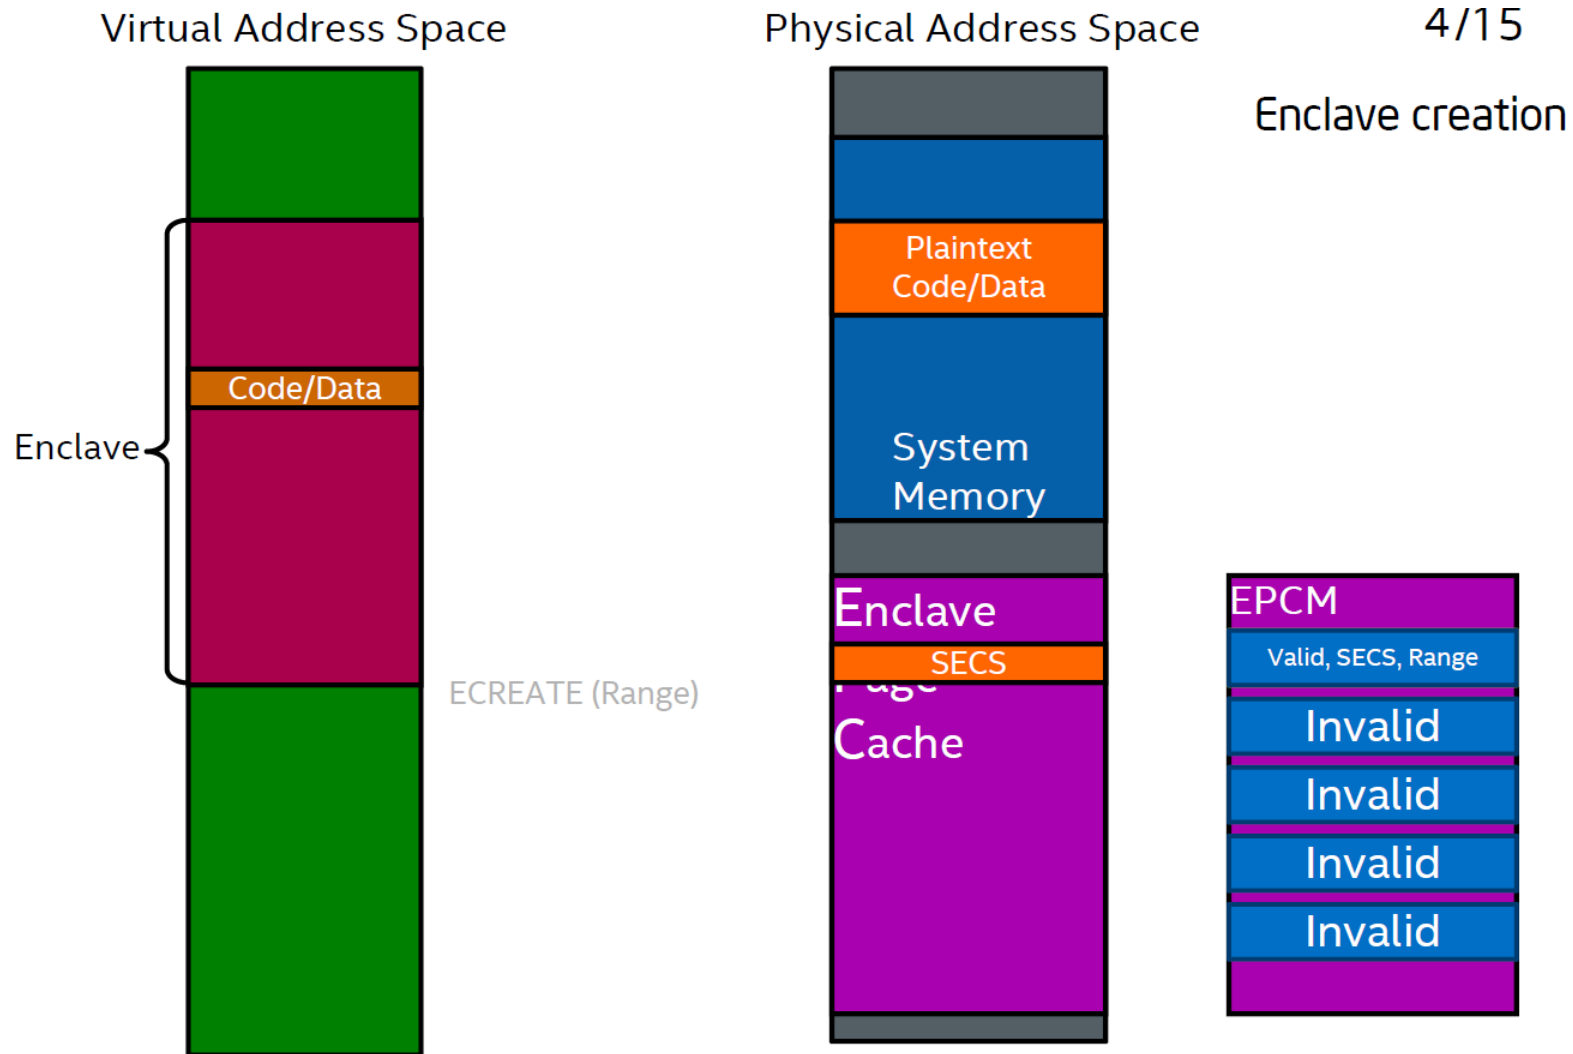 Virtual Address Space
Physical Address Space
4/15
Enclave creation
Plaintext
Code/Data
Code/Data
Enclave
System
Memory
Enclave
SECS
Page
Cache
ECREATE (Range)
EPCM
Valid, SECS, Range
Invalid
Invalid
Invalid
Invalid